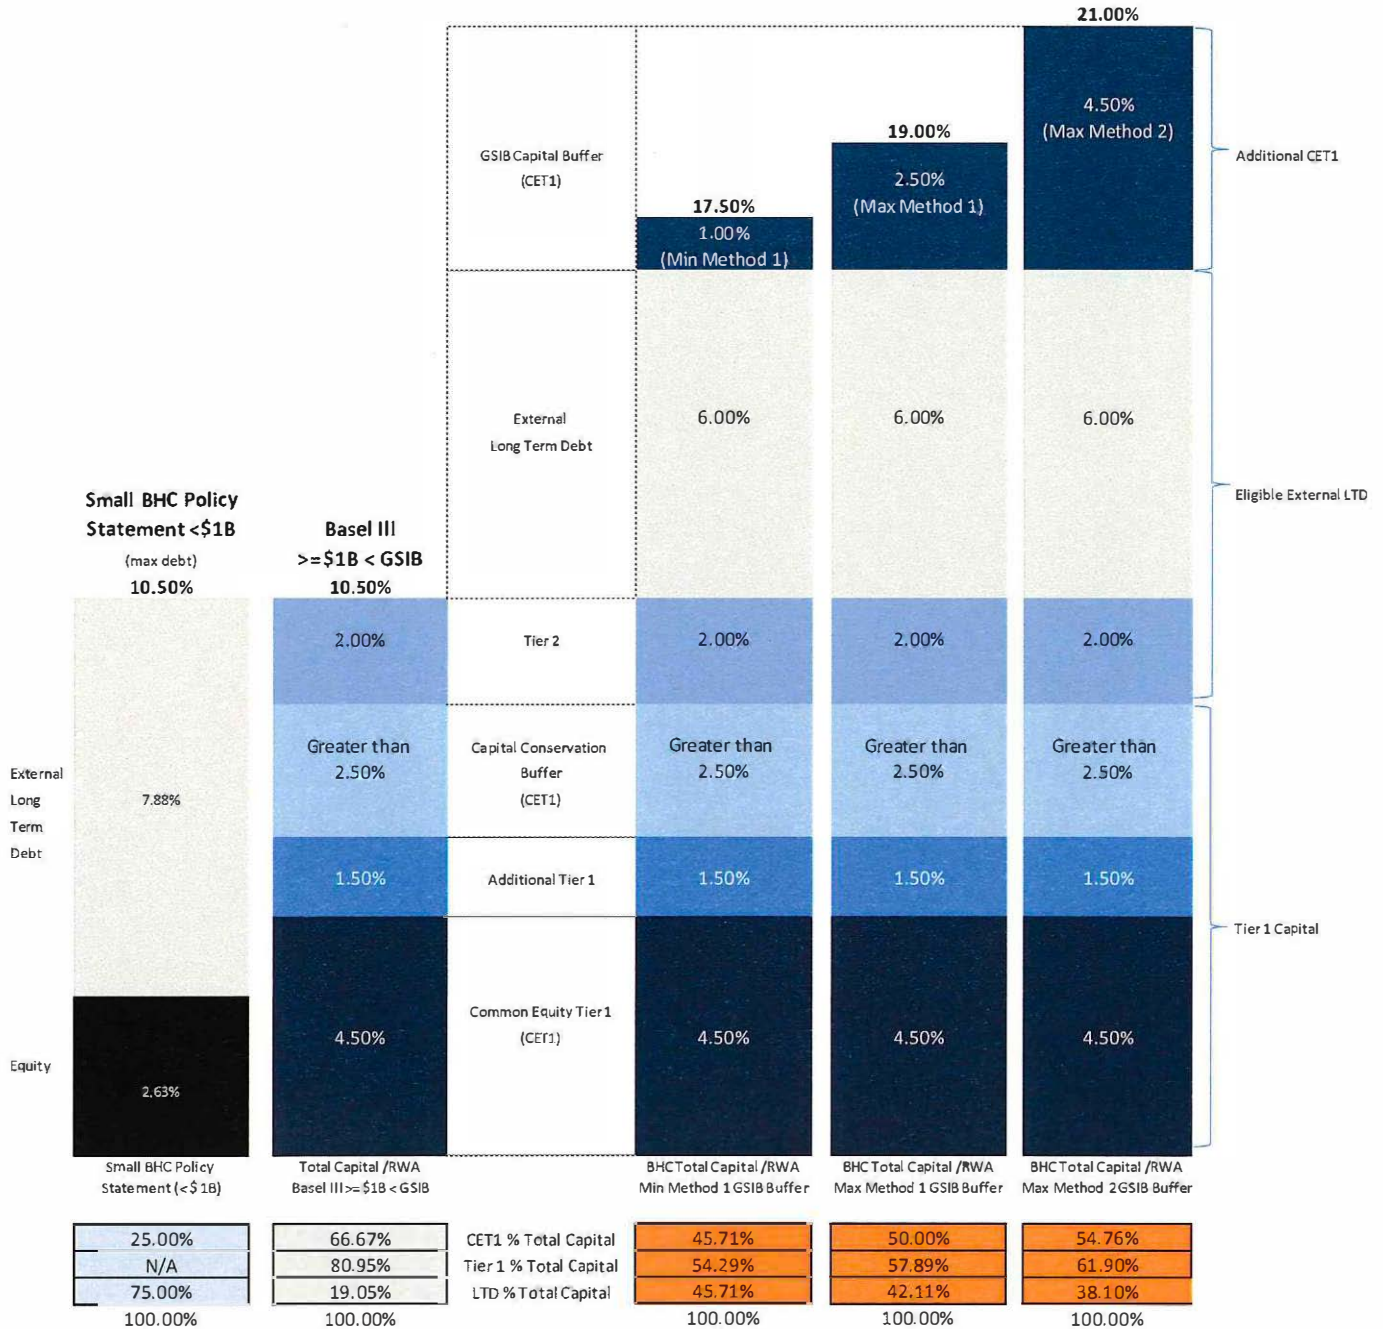 21.00%
4.50%
(Max Method 2)
Additional CET1
19.00%
2.50%
(Max Method 1)
GSIB Capital Buffer
(CET1)
17.50%
1.00%
(Min Method 1)
External
Long Term Debt
6.00%
6.00%
6.00%
Eligible External LTD
Small BHC Policy
Statement <$1B
(max debt)
10.50%
Basel III
>=$1B < GSIB
10.50%
2.00%
Tier 2
2.00%
2.00%
2.00%
Greater than
2.50%
Capital Conservation
Buffer
(CET1)
Greater than
2.50%
Greater than
2.50%
Greater than
2.50%
External
Long
Term
Debt
7.88%
1.50%
Additional Tier 1
1.50%
1.50%
1.50%
Tier 1 Capital
Common Equity Tier 1
(CET1)
4.50%
4.50%
4.50%
4.50%
Equity
2.63%
Small BHC Policy
Statement (<$1B)
Total Capital /RWA
Basel III >= $1B < GSIB
BHC Total Capital /RWA
Min Method 1 GSIB Buffer
BHC Total Capital /RWA
Max Method 1 GSIB Buffer
BHC Total Capital /RWA
Max Method 2 GSIB Buffer
25.00% 66.67% CET1 % Total Capital 45.71% 50.00% 54.76%
N/A 80.95% Tier 1 % Total Capital 54.29% 57.89% 61.90%
75.00% 19.05% LTD % Total Capital 45.71% 42.11% 38.10%
100.00% 100.00% 100.00% 100.00% 100.00%